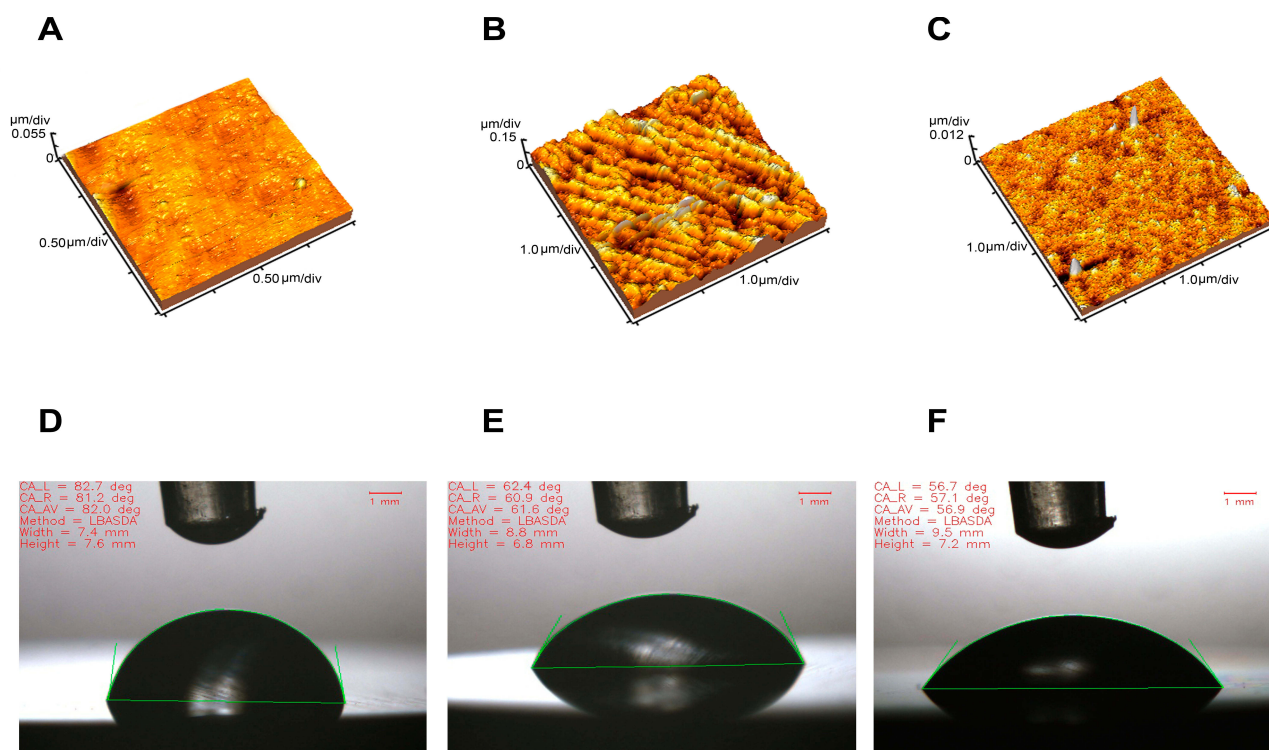 A
B
C
µm/div
0.055
0
0.50µm/div
0.50µm/div
µm/div
0.15
0
1.0µm/div
1.0µm/div
µm/div
0.012
0
1.0µm/div
1.0µm/div
D
E
F
CA_L = 82.7 deg
CA_R = 81.2 deg
CA_AV = 82.0 deg
Method = LBASDA
Width = 7.4 mm
Height = 7.6 mm
1 mm
CA_L = 62.4 deg
CA_R = 60.9 deg
CA_AV = 61.6 deg
Method = LBASDA
Width = 8.8 mm
Height = 6.8 mm
1 mm
CA_L = 56.7 deg
CA_R = 57.1 deg
CA_AV = 56.9 deg
Method = LBASDA
Width = 9.5 mm
Height = 7.2 mm
1 mm